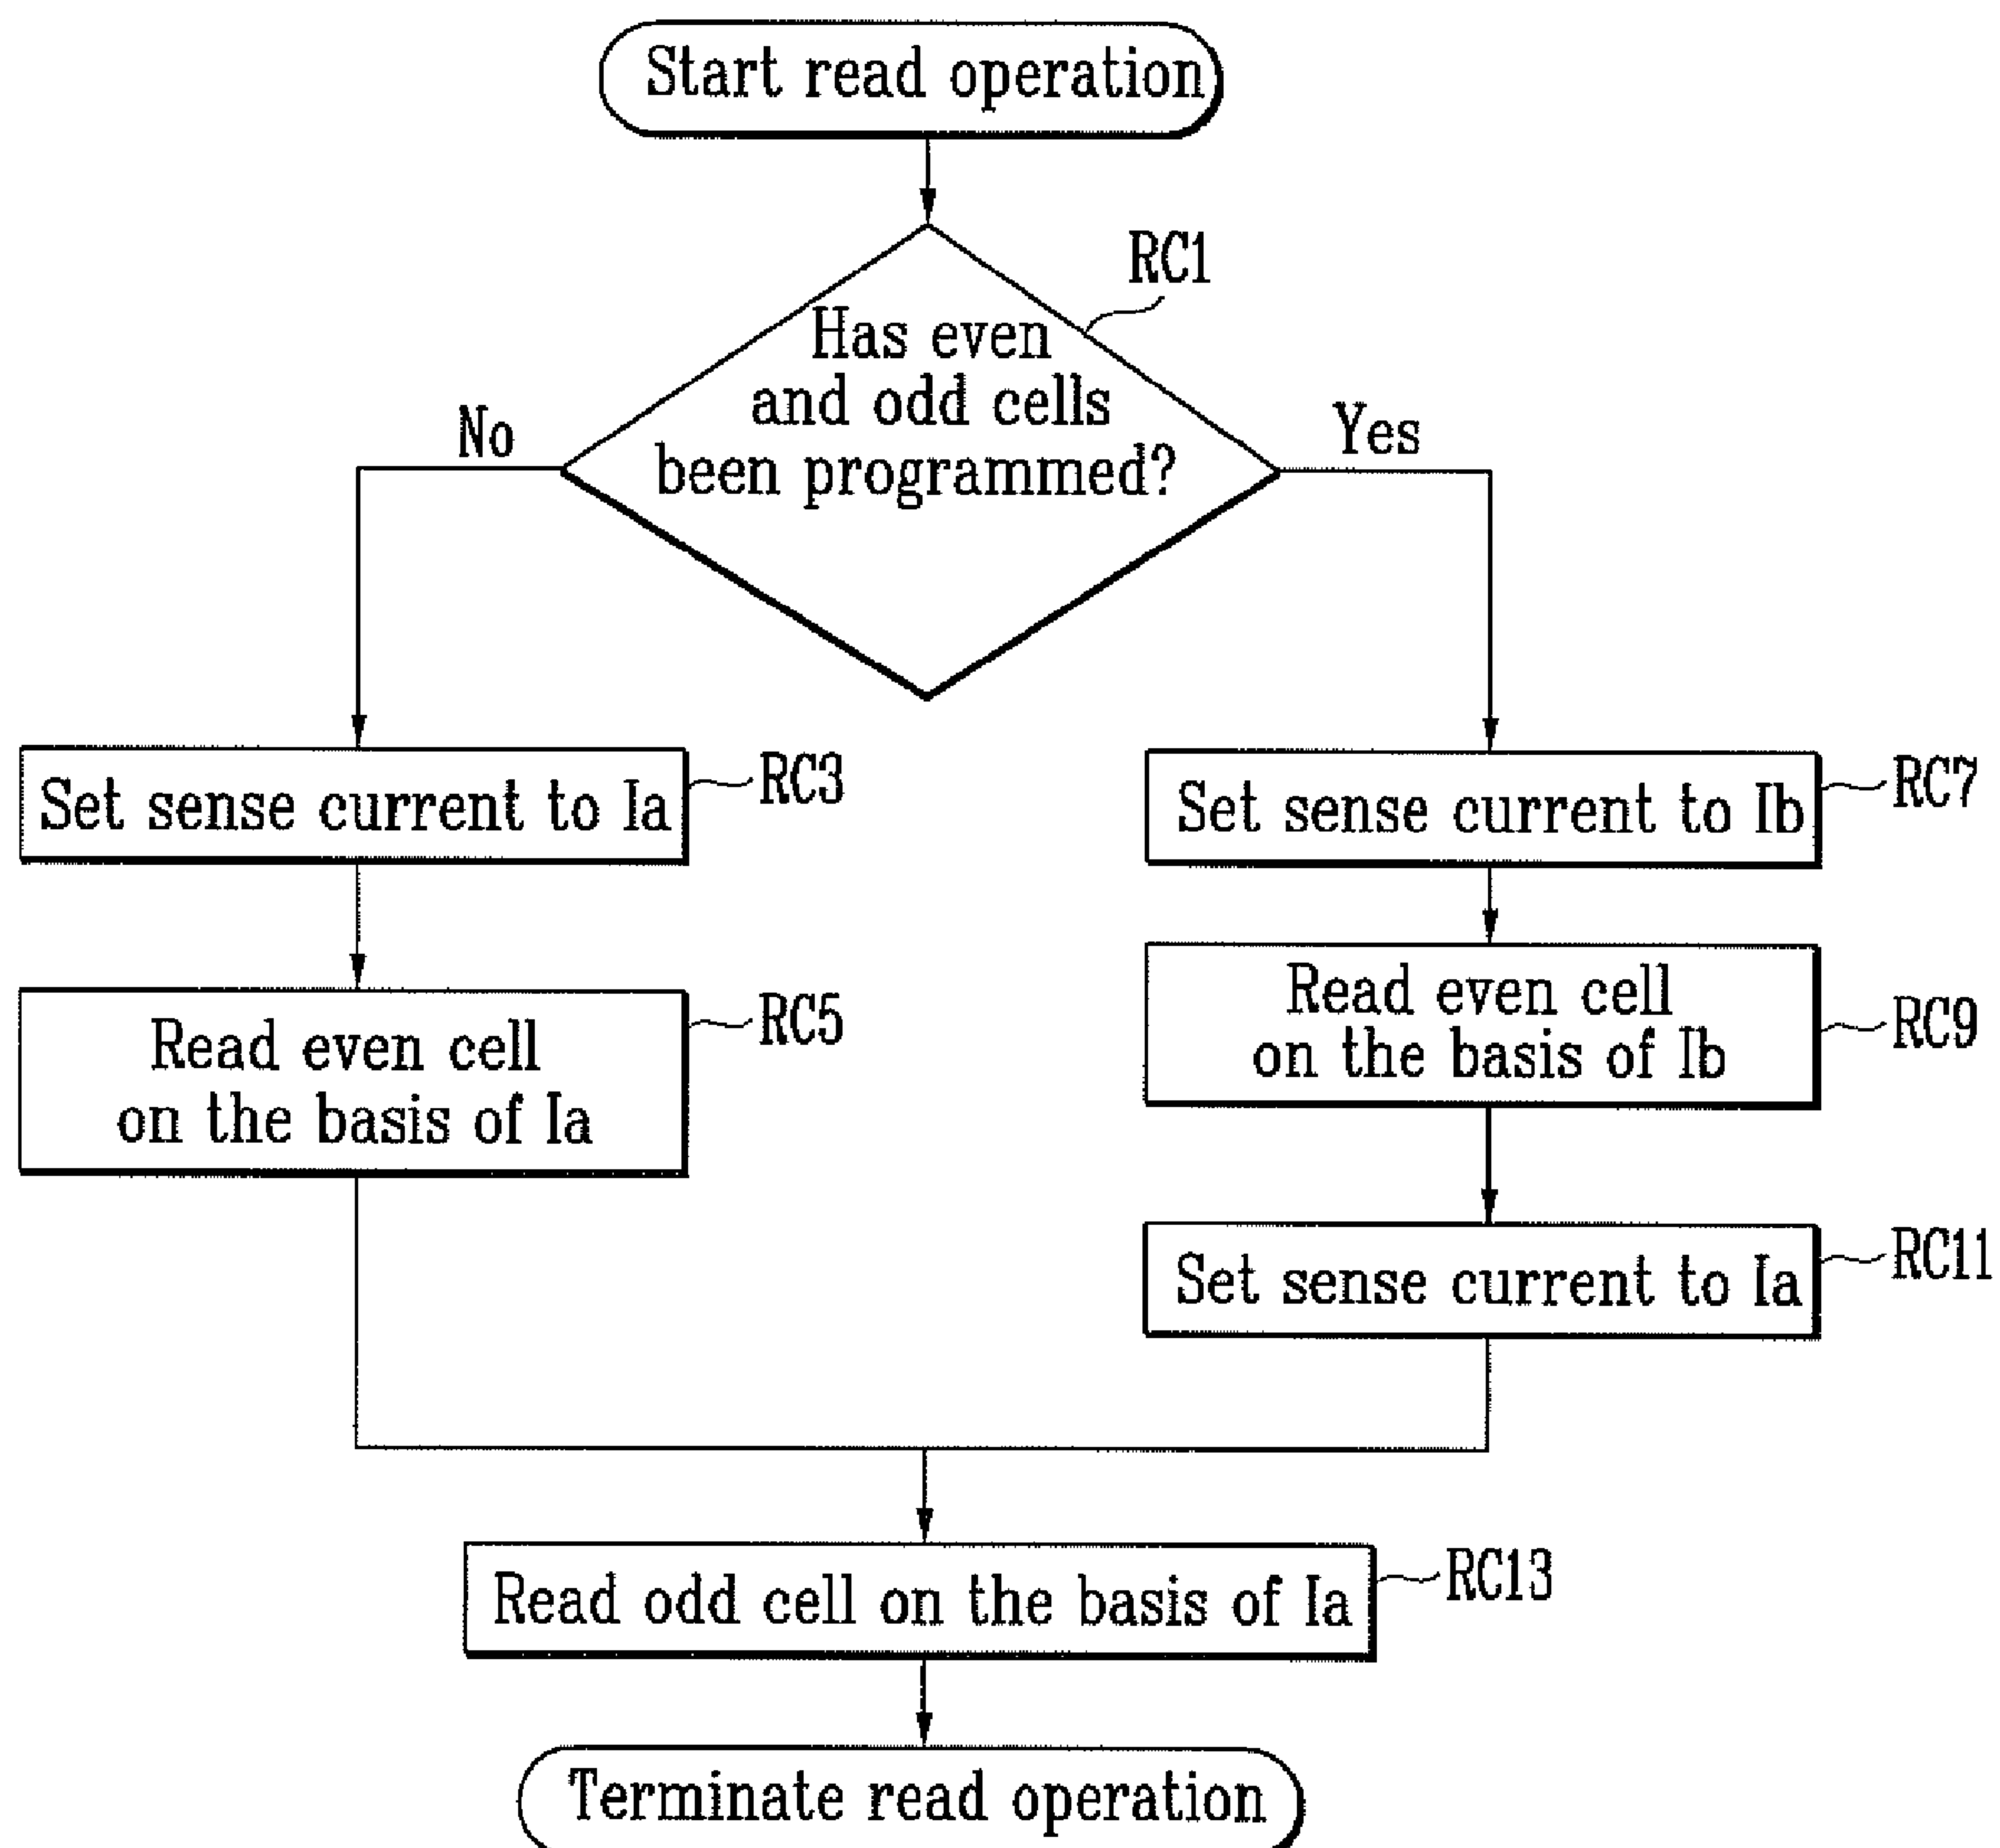 Start read operation
RC1
Has even
and odd cells
been programmed?
No
Yes
Set sense current to Ia
RC3
Set sense current to Ib
RC7
Read even cell
on the basis of Ia
RC5
Read even cell
on the basis of Ib
RC9
Set sense current to Ia
RC11
Read odd cell on the basis of Ia
RC13
Terminate read operation